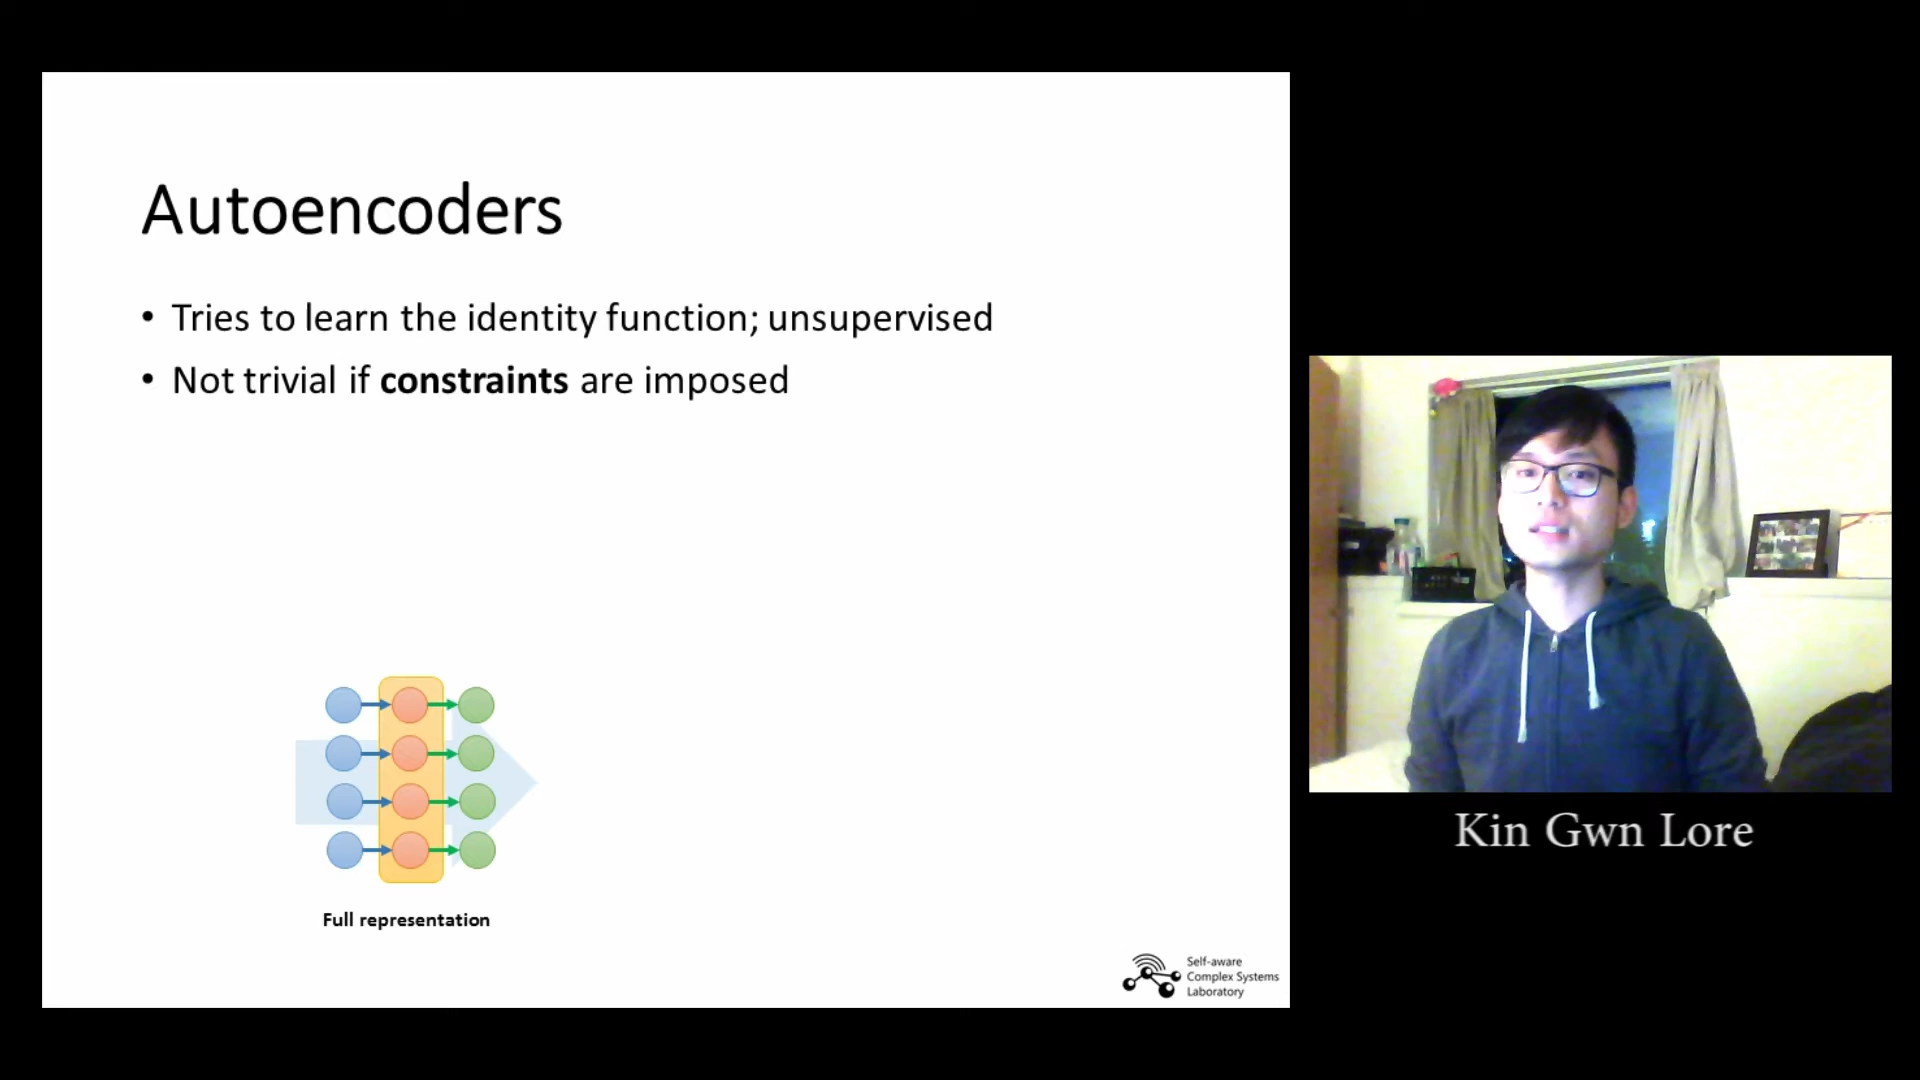 Autoencoders
• Tries to learn the identity function; unsupervised
• Not trivial if constraints are imposed
Full representation
Self-aware
Complex Systems
Laboratory
Kin Gwn Lore